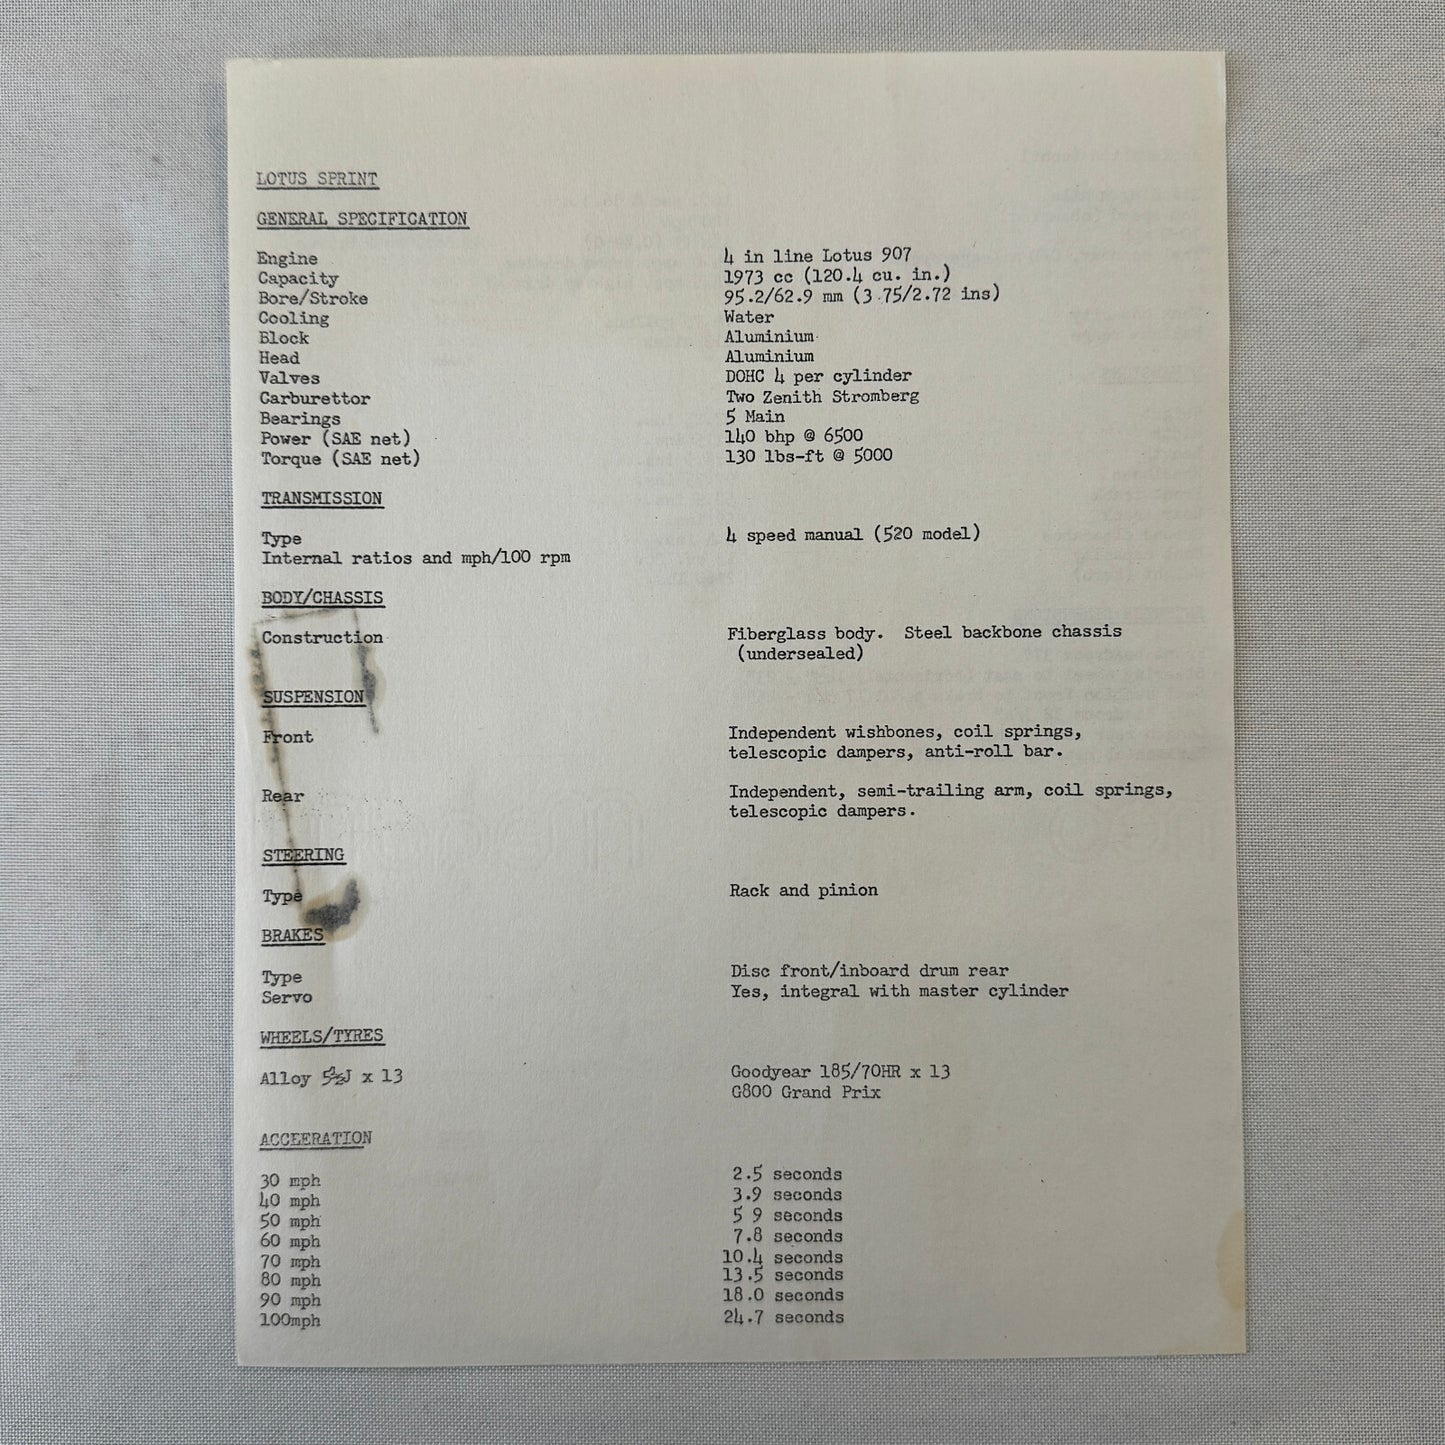 LOTUS SPRINT
GENERAL SPECIFICATION
Engine 4 in line Lotus 907
Capacity 1973 cc (120.4 cu. in.)
Bore/Stroke 95.2/62.9 mm (3.75/2.72 ins)
Cooling Water
Block Aluminium
Head Aluminium
Valves DOHC 4 per cylinder
Carburettor Two Zenith Stromberg
Bearings 5 Main
Power (SAE net) 140 bhp @ 6500
Torque (SAE net) 130 lbs-ft @ 5000
TRANSMISSION
Type 4 speed manual (520 model)
Internal ratios and mph/100 rpm
BODY/CHASSIS
Construction Fiberglass body. Steel backbone chassis
(undersealed)
SUSPENSION
Front Independent wishbones, coil springs,
telescopic dampers, anti-roll bar.
Rear Independent, semi-trailing arm, coil springs,
telescopic dampers.
STEERING
Type Rack and pinion
BRAKES
Type Disc front/inboard drum rear
Servo Yes, integral with master cylinder
WHEELS/TYRES
Alloy 5½J x 13 Goodyear 185/70HR x 13
G800 Grand Prix
ACCEERATION
30 mph 2.5 seconds
40 mph 3.9 seconds
50 mph 5 9 seconds
60 mph 7.8 seconds
70 mph 10.4 seconds
80 mph 13.5 seconds
90 mph 18.0 seconds
100mph 24.7 seconds